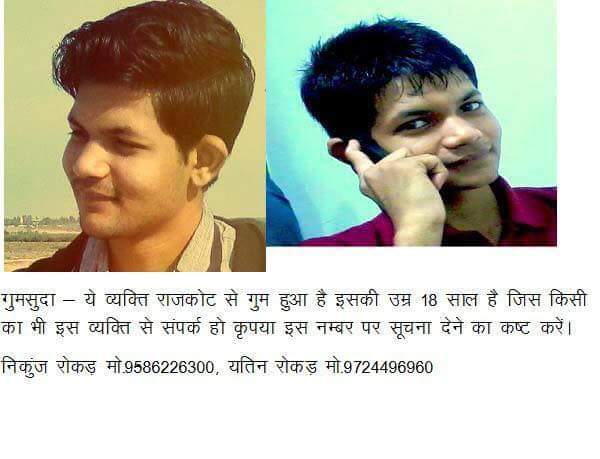 गुमसुदा – ये व्यक्ति राजकोट से गुम हुआ है इसकी उम्र 18 साल है जिस किसी
का भी इस व्यक्ति से संपर्क हो कृपया इस नम्बर पर सूचना देने का कष्ट करें।
निकुंज रोकड़ मो.9586226300, यतिन रोकड़ मो.9724496960